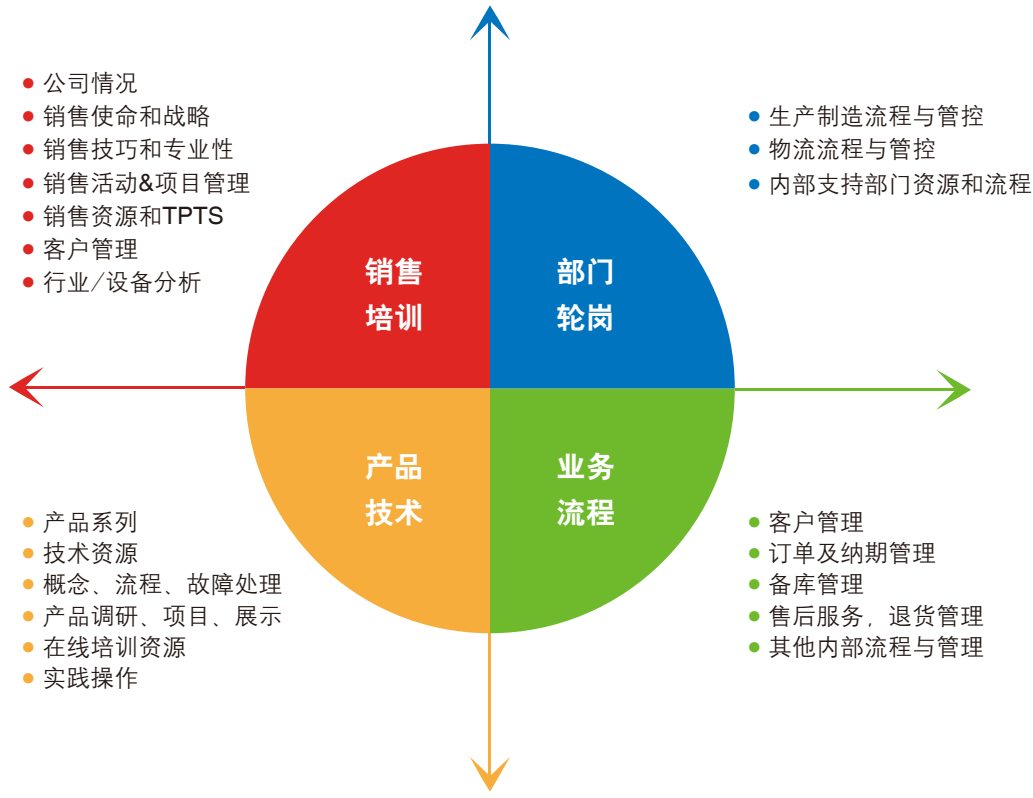 公司情况
销售使命和战略
销售技巧和专业性
销售活动&项目管理
销售资源和TPTS
客户管理
行业/设备分析
生产制造流程与管控
物流流程与管控
内部支持部门资源和流程
销售
培训
部门
轮岗
产品
技术
业务
流程
产品系列
技术资源
概念、流程、故障处理
产品调研、项目、展示
在线培训资源
实践操作
客户管理
订单及纳期管理
备库管理
售后服务，退货管理
其他内部流程与管理